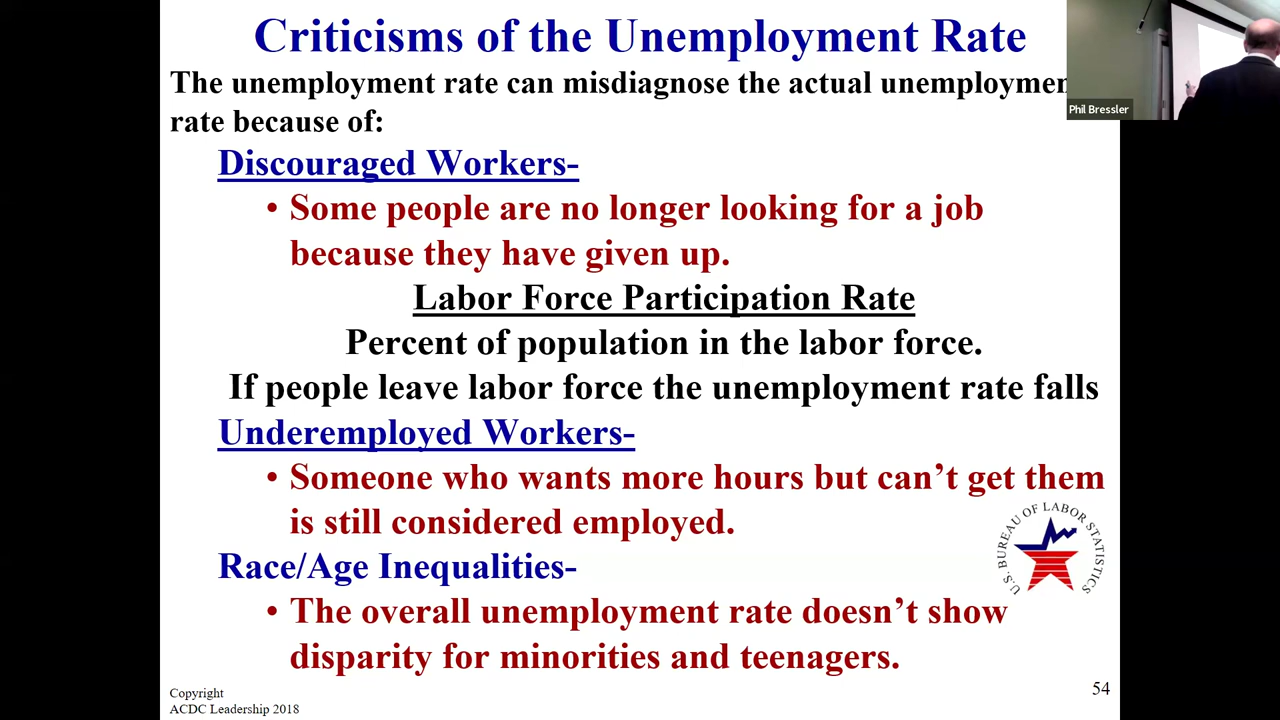 Criticisms of the Unemployment Rate
The unemployment rate can misdiagnose the actual unemploymen
rate because of:
Phil Bressler
Discouraged Workers-
• Some people are no longer looking for a job
because they have given up.
Labor Force Participation Rate
Percent of population in the labor force.
If people leave labor force the unemployment rate falls
Underemployed Workers-
• Someone who wants more hours but can’t get them
is still considered employed.
U.S. BUREAU OF LABOR STATISTICS
Race/Age Inequalities-
• The overall unemployment rate doesn’t show
disparity for minorities and teenagers.
Copyright
ACDC Leadership 2018
54